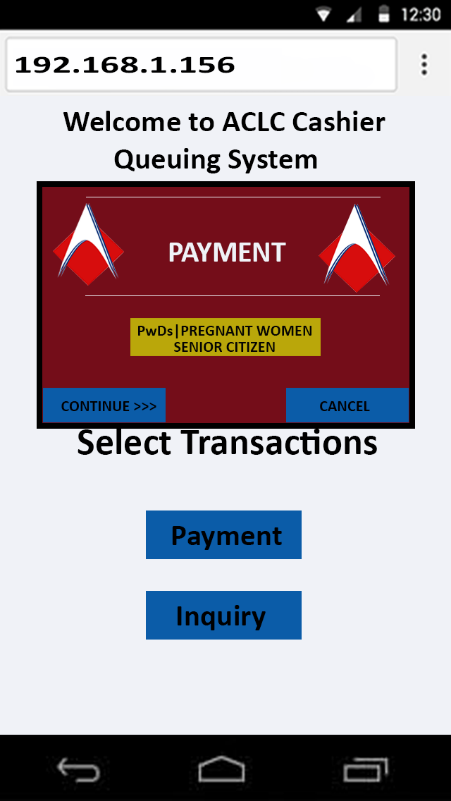 12:30
192.168.1.156
Welcome to ACLC Cashier
Queuing System
PAYMENT
PwDs|PREGNANT WOMEN
SENIOR CITIZEN
CONTINUE >>>
CANCEL
Select Transactions
Payment
Inquiry